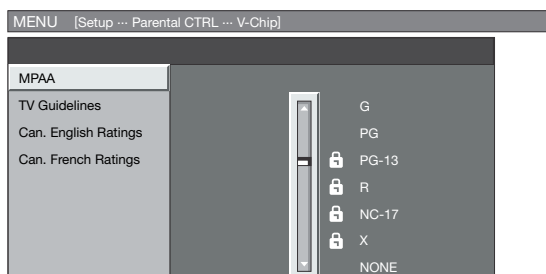 MENU [Setup ··· Parental CTRL ··· V-Chip]
MPAA
TV Guidelines
Can. English Ratings
Can. French Ratings
G
PG
PG-13
R
NC-17
X
NONE